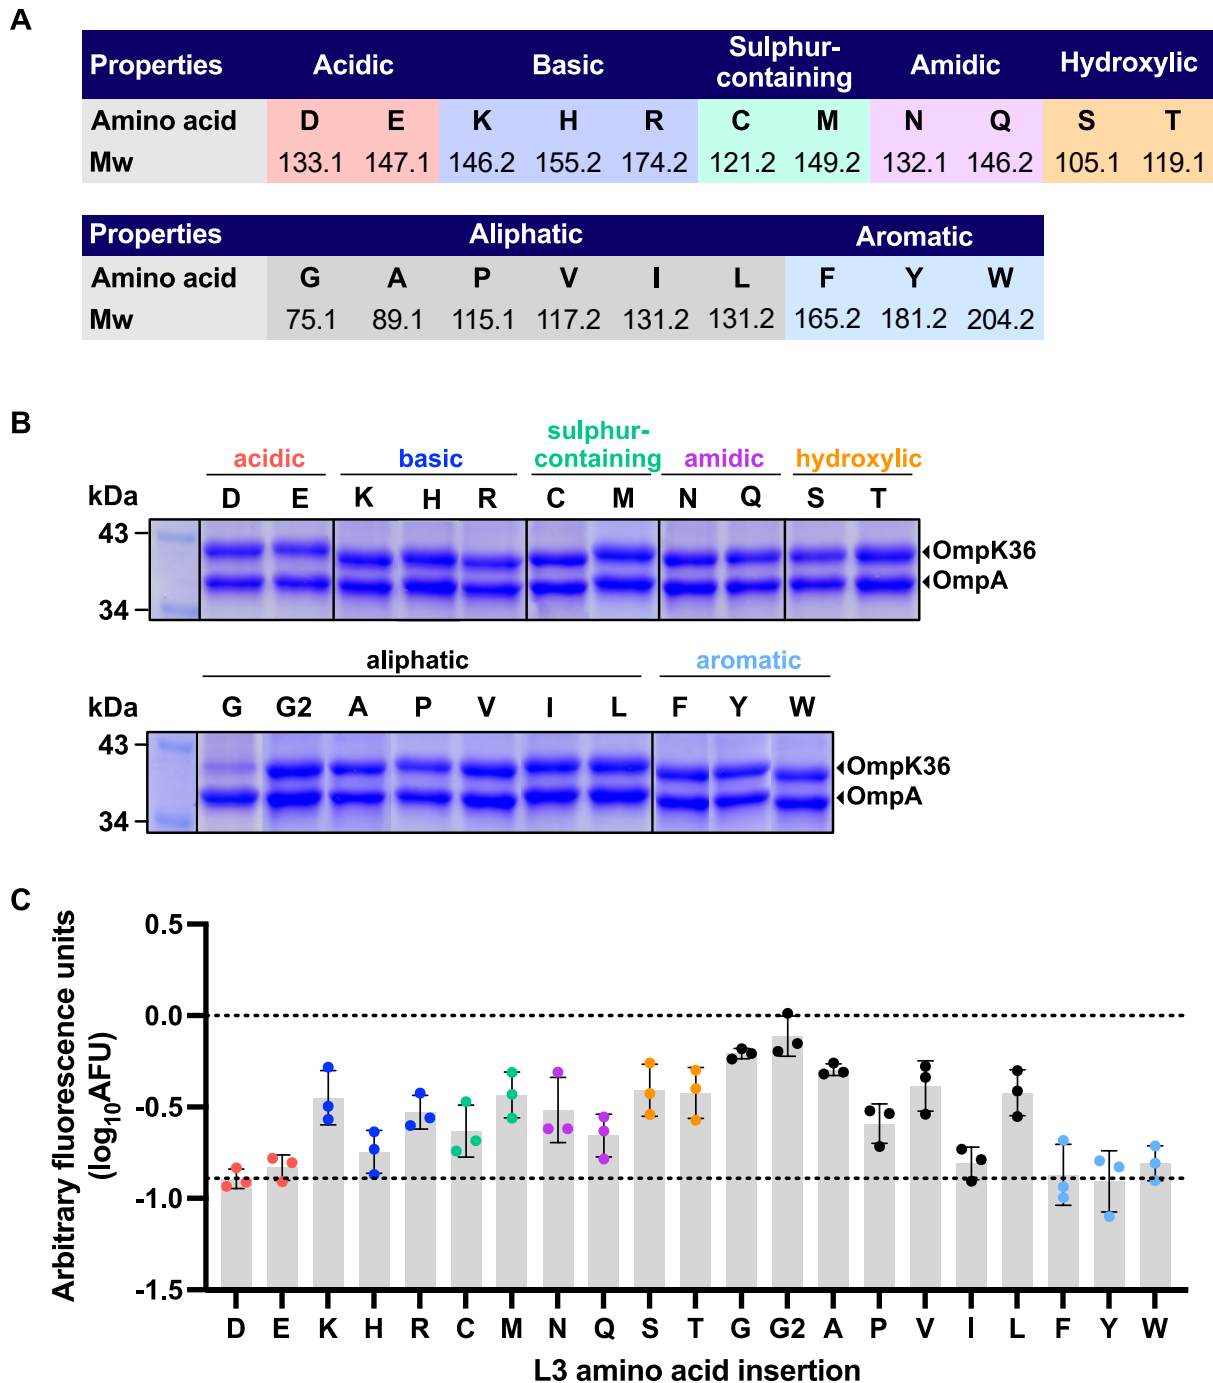 A
Properties Acidic Basic Sulphur-containing Amidic Hydroxylic
Amino acid D E K H R C M N Q S T
Mw 133.1 147.1 146.2 155.2 174.2 121.2 149.2 132.1 146.2 105.1 119.1
Properties Aliphatic Aromatic
Amino acid G A P V I L F Y W
Mw 75.1 89.1 115.1 117.2 131.2 131.2 165.2 181.2 204.2
B
acidic basic sulphur-containing amidic hydroxylic
kDa D E K H R C M N Q S T
43
OmpK36
OmpA
34
aliphatic aromatic
kDa G G2 A P V I L F Y W
43
OmpK36
OmpA
34
C
Arbitrary fluorescence units
(log10AFU)
0.5
0.0
-0.5
-1.0
-1.5
D E K H R C M N Q S T G G2 A P V I L F Y W
L3 amino acid insertion